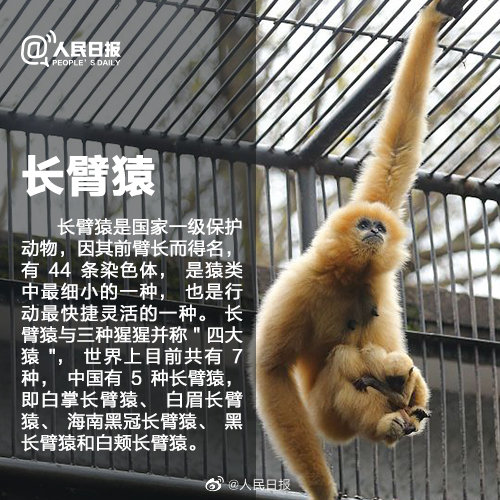 @人民日报
PEOPLE'S DAILY
长臂猿
长臂猿是国家一级保护
动物，因其前臂长而得名，
有 44 条染色体， 是猿类
中最细小的一种， 也是行
动最快捷灵活的一种。 长
臂猿与三种猩猩并称 " 四大
猿 "， 世界上目前共有 7
种， 中国有 5 种长臂猿，
即白掌长臂猿、 白眉长臂
猿、 海南黑冠长臂猿、 黑
长臂猿和白颊长臂猿。
@人民日报